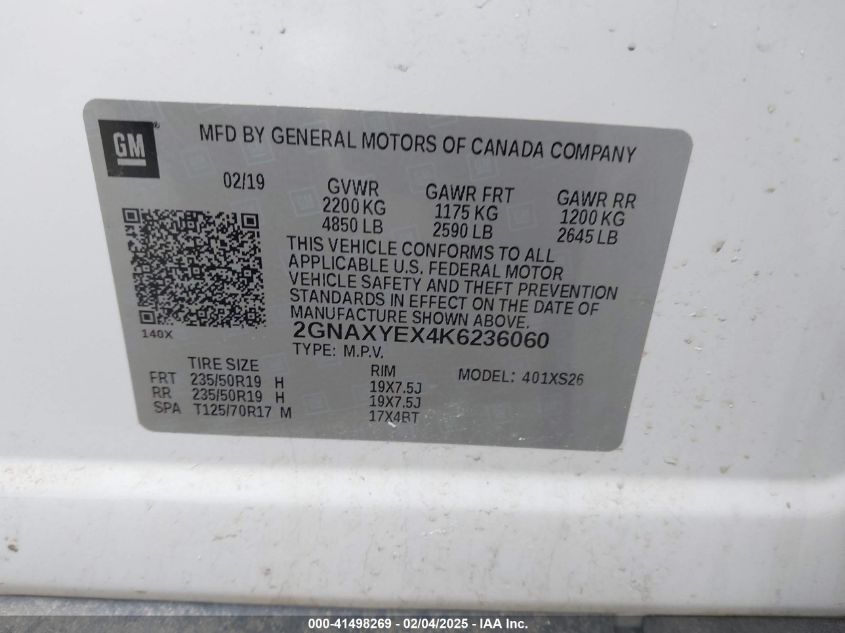 GM
MFD BY GENERAL MOTORS OF CANADA COMPANY
02/19 GVWR GAWR FRT GAWR RR
2200 KG 1175 KG 1200 KG
4850 LB 2590 LB 2645 LB
THIS VEHICLE CONFORMS TO ALL
APPLICABLE U.S. FEDERAL MOTOR
VEHICLE SAFETY AND THEFT PREVENTION
STANDARDS IN EFFECT ON THE DATE OF
MANUFACTURE SHOWN ABOVE.
140X
2GNAXYEX4K6236060
TYPE: M.P.V.
TIRE SIZE RIM MODEL: 401XS26
FRT 235/50R19 H 19X7.5J
RR 235/50R19 H 19X7.5J
SPA T125/70R17 M 17X4BT
000-41498269 - 02/04/2025 - IAA Inc.